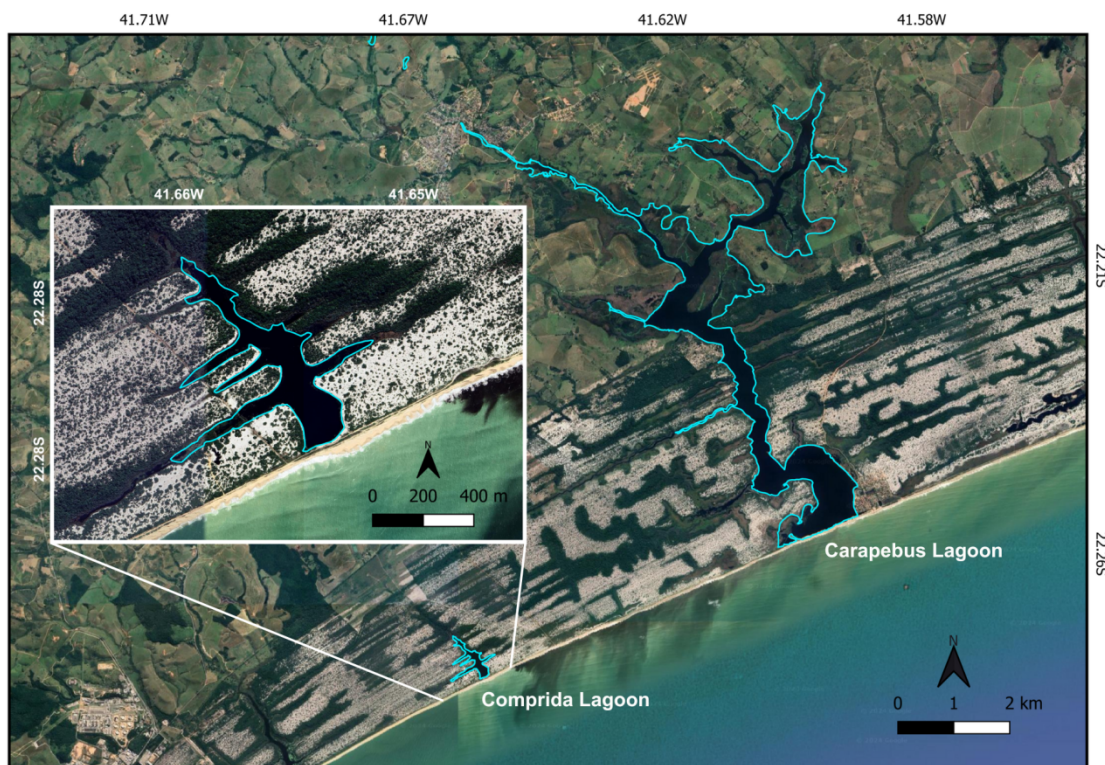 41.71W
41.67W
41.62W
41.58W
41.66W
41.65W
22.28S
22.28S
N
0 200 400 m
22.21S
22.26S
Carapebus Lagoon
Comprida Lagoon
N
0 1 2 km